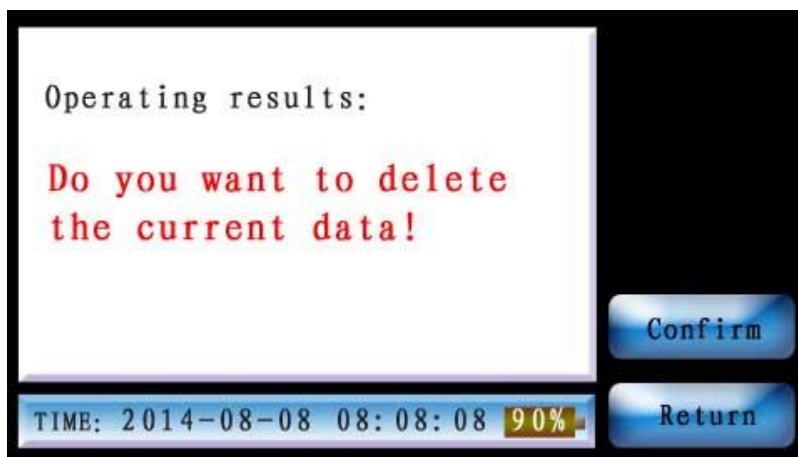 Operating results:
Do you want to delete
the current data!
Confirm
TIME: 2014-08-08 08:08:08 90%
Return